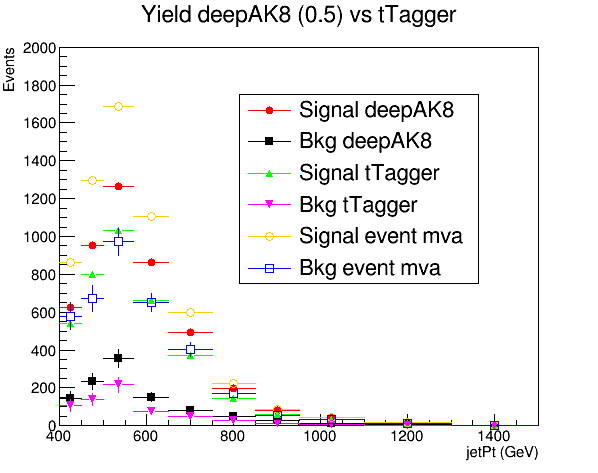 Yield deepAK8 (0.5) vs tTagger
Events
2000
1800
1600
1400
1200
1000
800
600
400
200
0
Signal deepAK8
Bkg deepAK8
Signal tTagger
Bkg tTagger
Signal event mva
Bkg event mva
400 600 800 1000 1200 1400
jetPt (GeV)